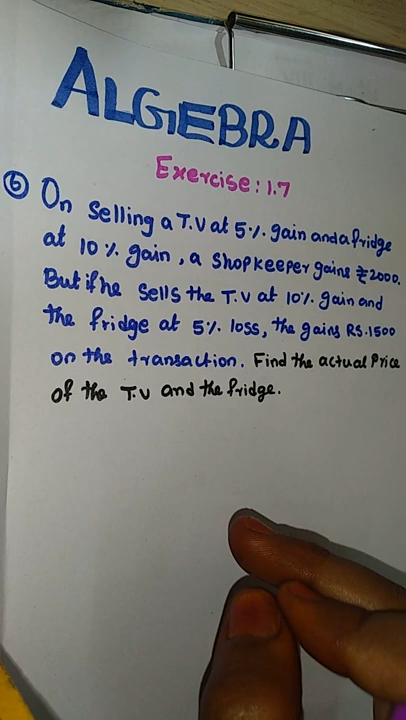 ALGEBRA
Exercise: 1.7
⑥ On Selling a T.V at 5%. gain and a fridge
at 10%. gain, a Shopkeeper gains ₹2000.
But if he Sells the T.V at 10%. gain and
the fridge at 5%. loss, the gains RS.1500
on the transaction. Find the actual Price
of the T.V and the fridge.